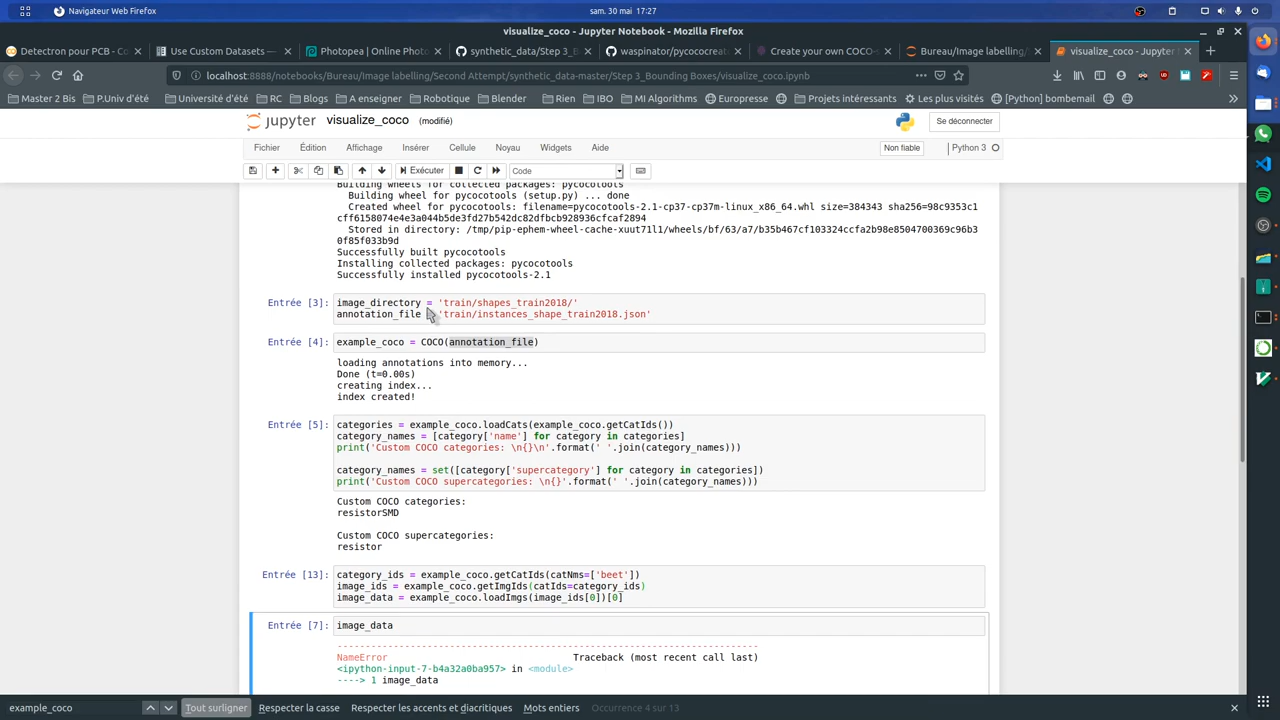 Navigateur Web Firefox
sam. 30 mai 17:27
visualize_coco - Jupyter Notebook - Mozilla Firefox
Detectron pour PCB - Co
Use Custom Datasets —
Photopea | Online Photo
synthetic_data/Step 3_B
waspinator/pycococreat
Create your own COCO-s
Bureau/Image labelling/
visualize_coco - Jupyter
localhost:8888/notebooks/Bureau/Image labelling/Second Attempt/synthetic_data-master/Step 3_Bounding Boxes/visualize_coco.ipynb
Master 2 Bis
P.Univ d'été
Université d'été
RC
Blogs
A enseigner
Robotique
Blender
Rien
IBO
MI Algorithms
Europresse
Projets intéressants
Les plus visités
[Python] bombemail
jupyter
visualize_coco
(modifié)
Se déconnecter
Fichier
Édition
Affichage
Insérer
Cellule
Noyau
Widgets
Aide
Non fiable
Python 3
Exécuter
Code
Building wheels for collected packages: pycocotools
Building wheel for pycocotools (setup.py) ... done
Created wheel for pycocotools: filename=pycocotools-2.1-cp37-cp37m-linux_x86_64.whl size=384343 sha256=98c9353c1
cff6158074e4e3a044b5de3fd27b542dc82dfbcb928936cfcaf2894
Stored in directory: /tmp/pip-ephem-wheel-cache-xuut71l1/wheels/bf/63/a7/b35b467cf103324ccfa2b98e8504700369c96b3
0f85f033b9d
Successfully built pycocotools
Installing collected packages: pycocotools
Successfully installed pycocotools-2.1
Entrée [3]:
image_directory = 'train/shapes_train2018/'
annotation_file = 'train/instances_shape_train2018.json'
Entrée [4]:
example_coco = COCO(annotation_file)
loading annotations into memory...
Done (t=0.00s)
creating index...
index created!
Entrée [5]:
categories = example_coco.loadCats(example_coco.getCatIds())
category_names = [category['name'] for category in categories]
print('Custom COCO categories: \n{}\n'.format(' '.join(category_names)))
category_names = set([category['supercategory'] for category in categories])
print('Custom COCO supercategories: \n{}'.format(' '.join(category_names)))
Custom COCO categories:
resistorSMD
Custom COCO supercategories:
resistor
Entrée [13]:
category_ids = example_coco.getCatIds(catNms=['beet'])
image_ids = example_coco.getImgIds(catIds=category_ids)
image_data = example_coco.loadImgs(image_ids[0])[0]
Entrée [7]:
image_data
---------------------------------------------------------------------------
NameError Traceback (most recent call last)
<ipython-input-7-b4a32a0ba957> in <module>
----> 1 image_data
example_coco
Tout surligner
Respecter la casse
Respecter les accents et diacritiques
Mots entiers
Occurrence 4 sur 13